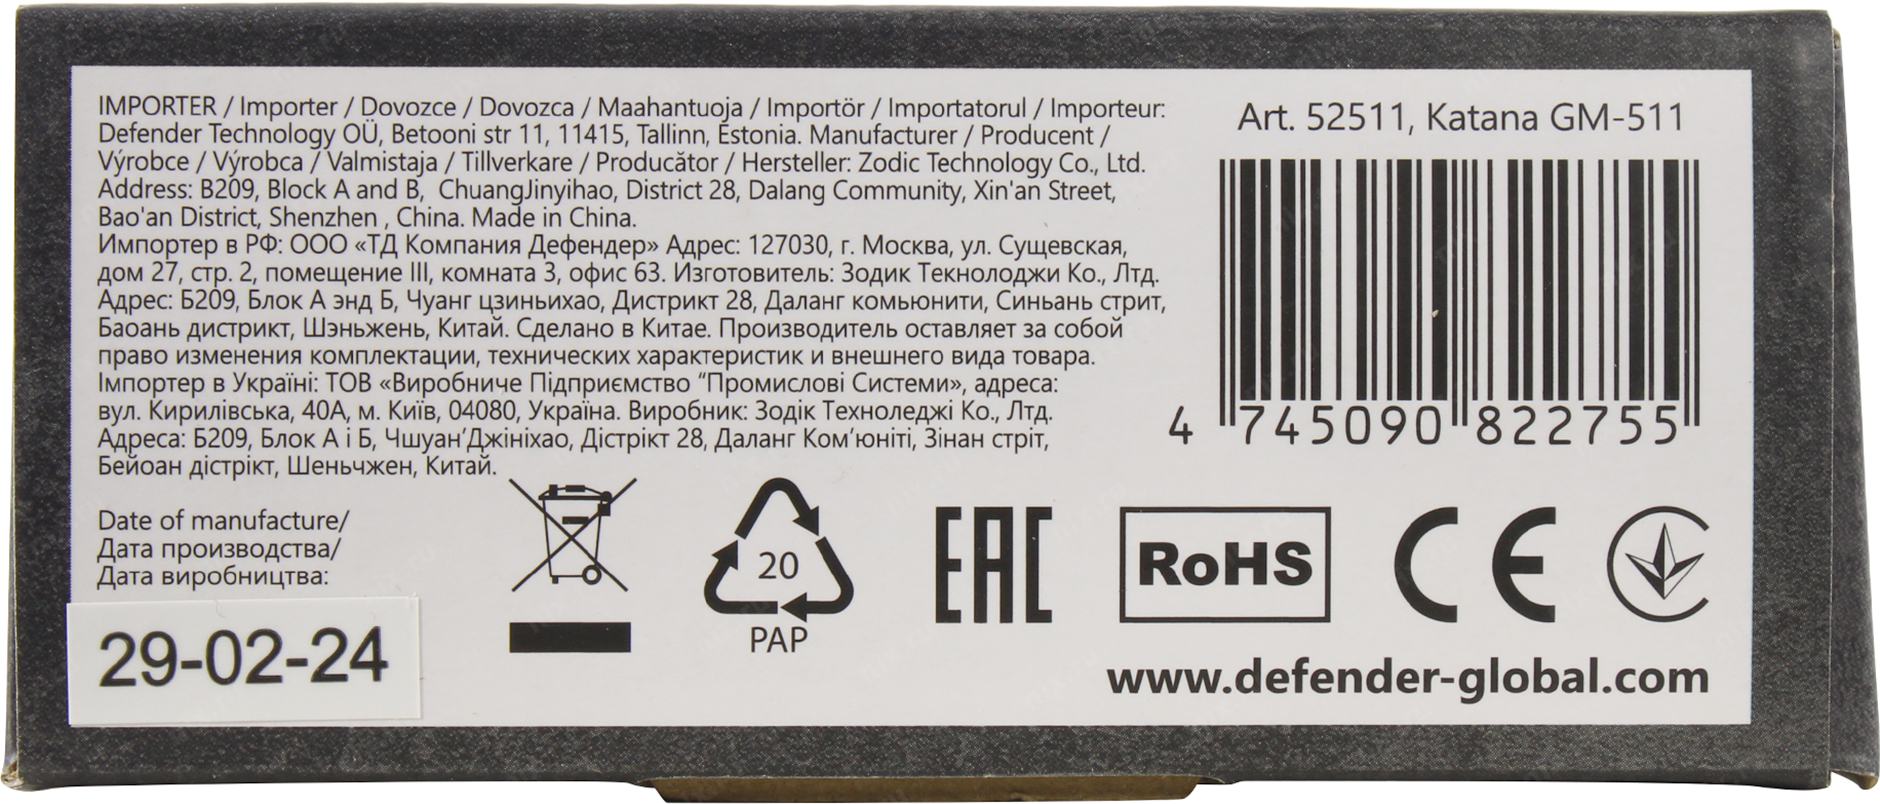 IMPORTER / Importer / Dovozce / Dovozca / Maahantuoja / Importör / Importatorul / Importeur:
Defender Technology OÜ, Betooni str 11, 11415, Tallinn, Estonia. Manufacturer / Producent /
Výrobce / Výrobca / Valmistaja / Tillverkare / Producător / Hersteller: Zodic Technology Co., Ltd.
Address: B209, Block A and B, ChuangJinyihao, District 28, Dalang Community, Xin'an Street,
Bao'an District, Shenzhen , China. Made in China.
Импортер в РФ: ООО «ТД Компания Дефендер» Адрес: 127030, г. Москва, ул. Сущевская,
дом 27, стр. 2, помещение III, комната 3, офис 63. Изготовитель: Зодик Текнолоджи Ко., Лтд.
Адрес: Б209, Блок А энд Б, Чуанг цзиньихао, Дистрикт 28, Даланг комьюнити, Синьань стрит,
Баоань дистрикт, Шэньжень, Китай. Сделано в Китае. Производитель оставляет за собой
право изменения комплектации, технических характеристик и внешнего вида товара.
Імпортер в Україні: ТОВ «Виробниче Підприємство "Промислові Системи», адреса:
вул. Кирилівська, 40А, м. Київ, 04080, Україна. Виробник: Зодік Техноледжі Ко., Лтд.
Адреса: Б209, Блок А і Б, Чшуан'Джініхао, Дістрікт 28, Даланг Ком'юніті, Зінан стріт,
Бейоан дістрікт, Шеньчжен, Китай.
Date of manufacture/
Дата производства/
Дата виробництва:
29-02-24
Art. 52511, Katana GM-511
4 745090 822755
20
PAP
EAC
RoHS
CE
www.defender-global.com